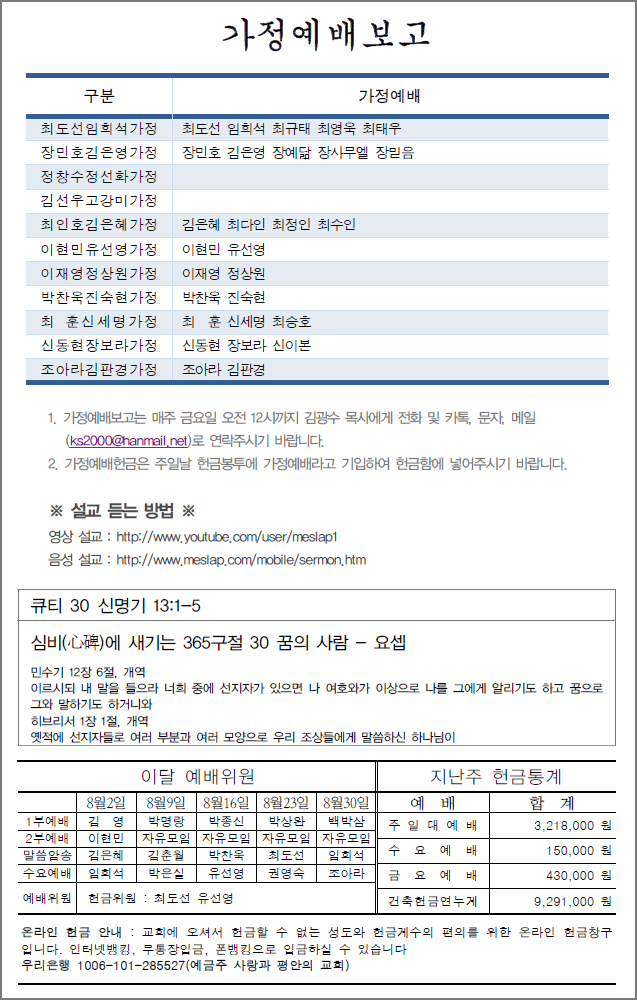 가정예배보고
구분 가정예배
최도선임희석가정 최도선 임희석 최규태 최영욱 최태우
장민호김은영가정 장민호 김은영 장예닮 장사무엘 장믿음
정창수정선화가정
김선우고강미가정
최인호김은혜가정 김은혜 최다인 최정인 최수인
이현민유선영가정 이현민 유선영
이재영정상원가정 이재영 정상원
박찬욱진숙현가정 박찬욱 진숙현
최 훈신세명가정 최 훈 신세명 최승호
신동현장보라가정 신동현 장보라 신이본
조아라김판경가정 조아라 김판경
1. 가정예배보고는 매주 금요일 오전 12시까지 김광수 목사에게 전화 및 카톡, 문자, 메일
(ks2000@hanmail.net)로 연락주시기 바랍니다.
2. 가정예배헌금은 주일날 헌금봉투에 가정예배라고 기입하여 헌금함에 넣어주시기 바랍니다.
※ 설교 듣는 방법 ※
영상 설교 : http://www.youtube.com/user/meslap1
음성 설교 : http://www.meslap.com/mobile/sermon.htm
큐티 30 신명기 13:1-5
심비(心碑)에 새기는 365구절 30 꿈의 사람 - 요셉
민수기 12장 6절, 개역
이르시되 내 말을 들으라 너희 중에 선지자가 있으면 나 여호와가 이상으로 나를 그에게 알리기도 하고 꿈으로
그와 말하기도 하거니와
히브리서 1장 1절, 개역
옛적에 선지자들로 여러 부분과 여러 모양으로 우리 조상들에게 말씀하신 하나님이
이달 예배위원
8월2일 8월9일 8월16일 8월23일 8월30일
1부예배 김 영 박명랑 박종신 박상완 백박삼
2부예배 이현민 자유모임 자유모임 자유모임 자유모임
말씀암송 김은혜 김춘월 박찬욱 최도선 임희석
수요예배 임희석 박은실 유선영 권영숙 조아라
예배위원 헌금위원 : 최도선 유선영
지난주 헌금통계
예 배 합 계
주일대예배 3,218,000 원
수 요 예 배 150,000 원
금 요 예 배 430,000 원
건축헌금연누계 9,291,000 원
온라인 헌금 안내 : 교회에 오셔서 헌금할 수 없는 성도와 헌금계수의 편의를 위한 온라인 헌금창구
입니다. 인터넷뱅킹, 무통장입금, 폰뱅킹으로 입금하실 수 있습니다
우리은행 1006-101-285527(예금주 사랑과 평안의 교회)